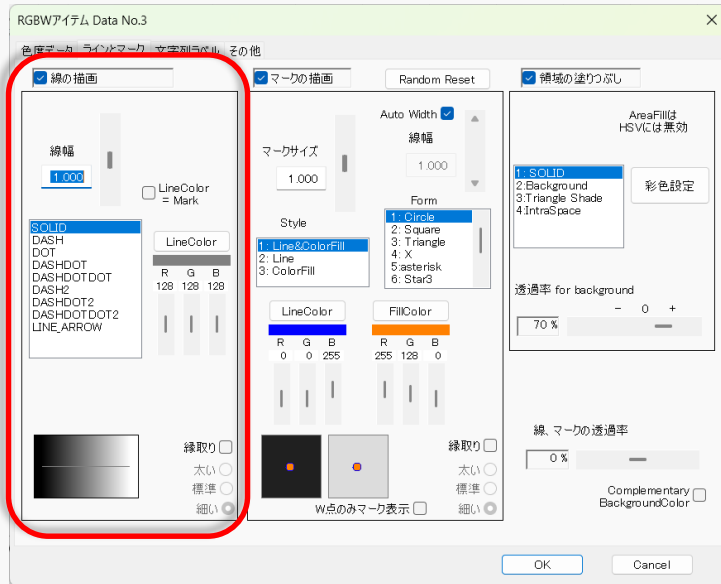 RGBWアイテム Data No.3
色度データ ラインとマーク 文字列ラベル その他
線の描画
線幅
1.000
LineColor
= Mark
SOLID
DASH
DOT
DASHDOT
DASHDOTDOT
DASH2
DASHDOT2
DASHDOTDOT2
LINE_ARROW
LineColor
R G B
128 128 128
縁取り
太い
標準
細い
マークの描画
Random Reset
Auto Width
線幅
1.000
マークサイズ
1.000
Form
1: Circle
2: Square
3: Triangle
4: X
5:asterisk
6: Star3
Style
1: Line&ColorFill
2: Line
3: ColorFill
LineColor
R G B
0 0 255
FillColor
R G B
255 128 0
縁取り
太い
標準
細い
W点のみマーク表示
領域の塗りつぶし
AreaFillは
HSVには無効
1: SOLID
2:Background
3:Triangle Shade
4:IntraSpace
彩色設定
透過率 for background
- 0 +
70 %
線、マークの透過率
0 %
Complementary
BackgroundColor
OK
Cancel